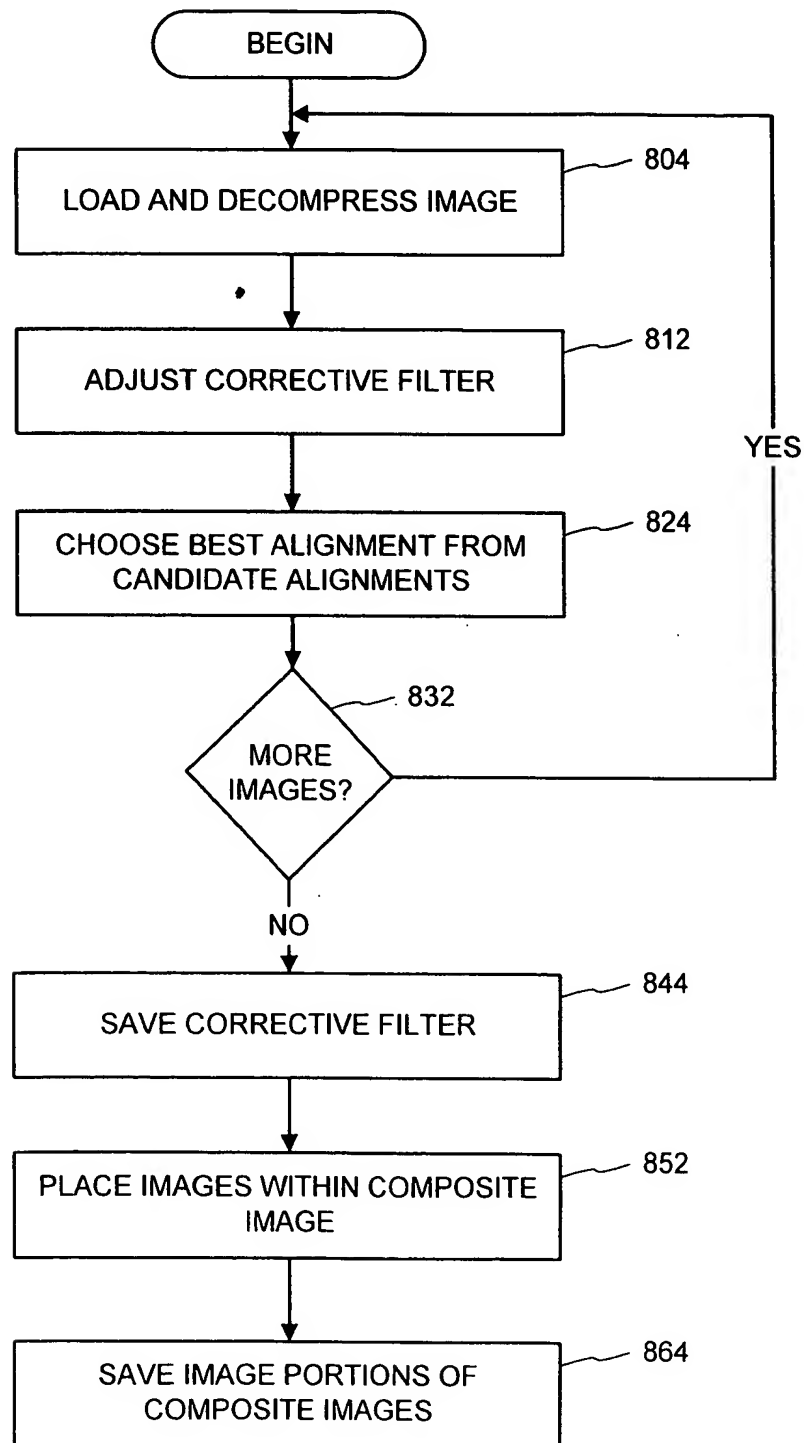 BEGIN
LOAD AND DECOMPRESS IMAGE
804
ADJUST CORRECTIVE FILTER
812
YES
CHOOSE BEST ALIGNMENT FROM
CANDIDATE ALIGNMENTS
824
832
MORE
IMAGES?
NO
SAVE CORRECTIVE FILTER
844
PLACE IMAGES WITHIN COMPOSITE
IMAGE
852
SAVE IMAGE PORTIONS OF
COMPOSITE IMAGES
864